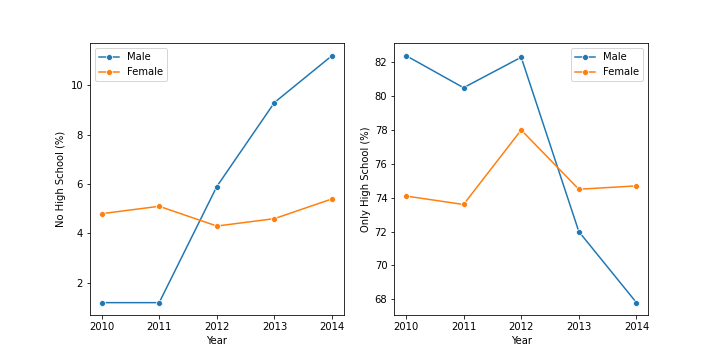 Male
Female
10
8
6
4
2
No High School (%)
2010 2011 2012 2013 2014
Year
Male
Female
82
80
78
76
74
72
70
68
Only High School (%)
2010 2011 2012 2013 2014
Year